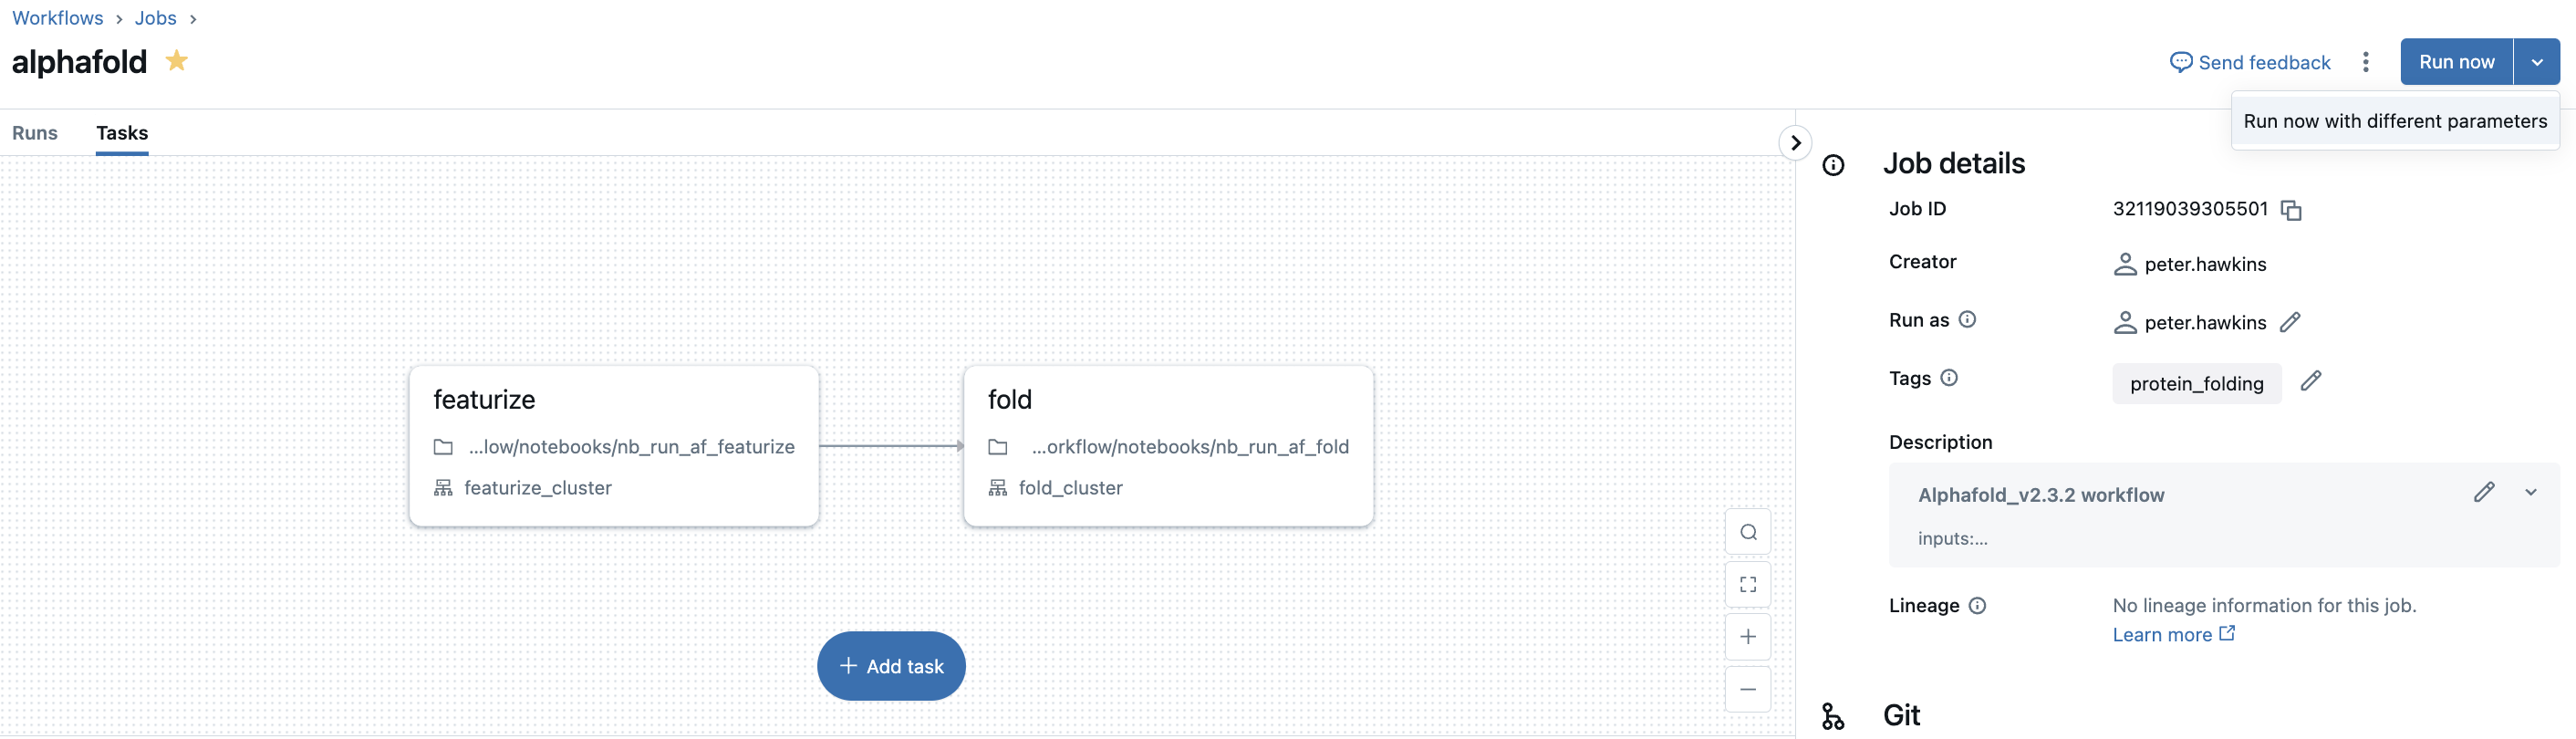 Workflows > Jobs >
alphafold
Send feedback
Run now
Run now with different parameters
Runs Tasks
featurize
...low/notebooks/nb_run_af_featurize
featurize_cluster
fold
...orkflow/notebooks/nb_run_af_fold
fold_cluster
+ Add task
Job details
Job ID 32119039305501
Creator peter.hawkins
Run as peter.hawkins
Tags protein_folding
Description
Alphafold_v2.3.2 workflow
inputs:...
Lineage No lineage information for this job.
Learn more
Git